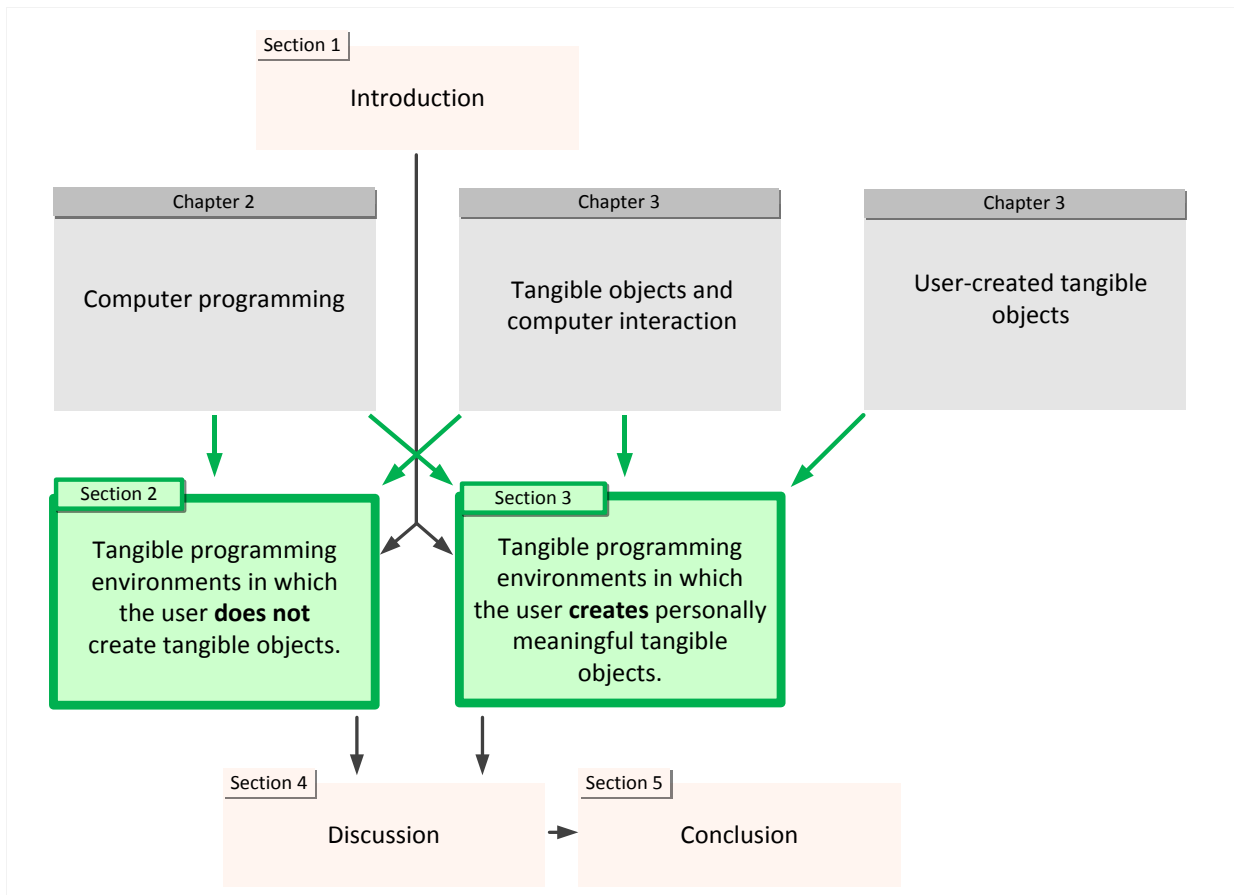 Section 1
Introduction
Chapter 2
Computer programming
Chapter 3
Tangible objects and
computer interaction
Chapter 3
User-created tangible
objects
Section 2
Tangible programming
environments in which
the user does not
create tangible objects.
Section 3
Tangible programming
environments in which
the user creates personally
meaningful tangible
objects.
Section 4
Discussion
Section 5
Conclusion